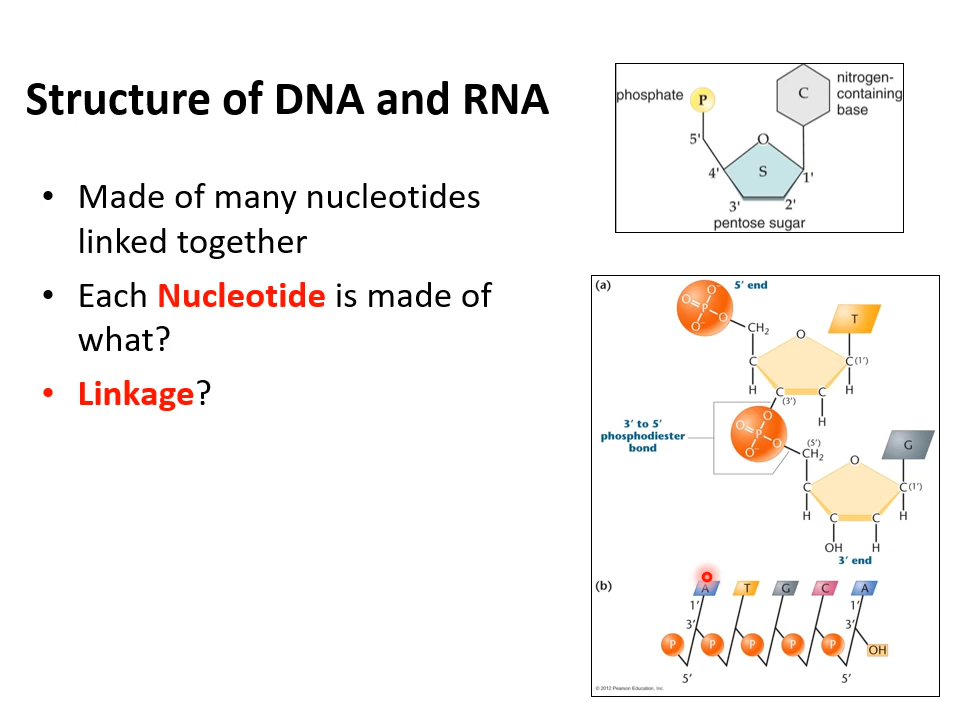 Structure of DNA and RNA
• Made of many nucleotides
linked together
• Each Nucleotide is made of
what?
• Linkage?
phosphate
P
nitrogen-
containing
base
C
5'
O
4'
S
1'
3'
2'
pentose sugar
(a)
5′ end
O⁻
O=P
O
O⁻
CH₂
T
O
C
C(1′)
H
C
C
H
(3′)
H
3′ to 5′
phosphodiester
bond
O
O=P
O
O⁻
(5′)
CH₂
G
O
C
C(1′)
H
C
C
H
OH
H
3′ end
(b)
A
T
G
C
A
1′
1′
3′
3′
P
P
P
P
P
OH
5′
5′
© 2012 Pearson Education, Inc.